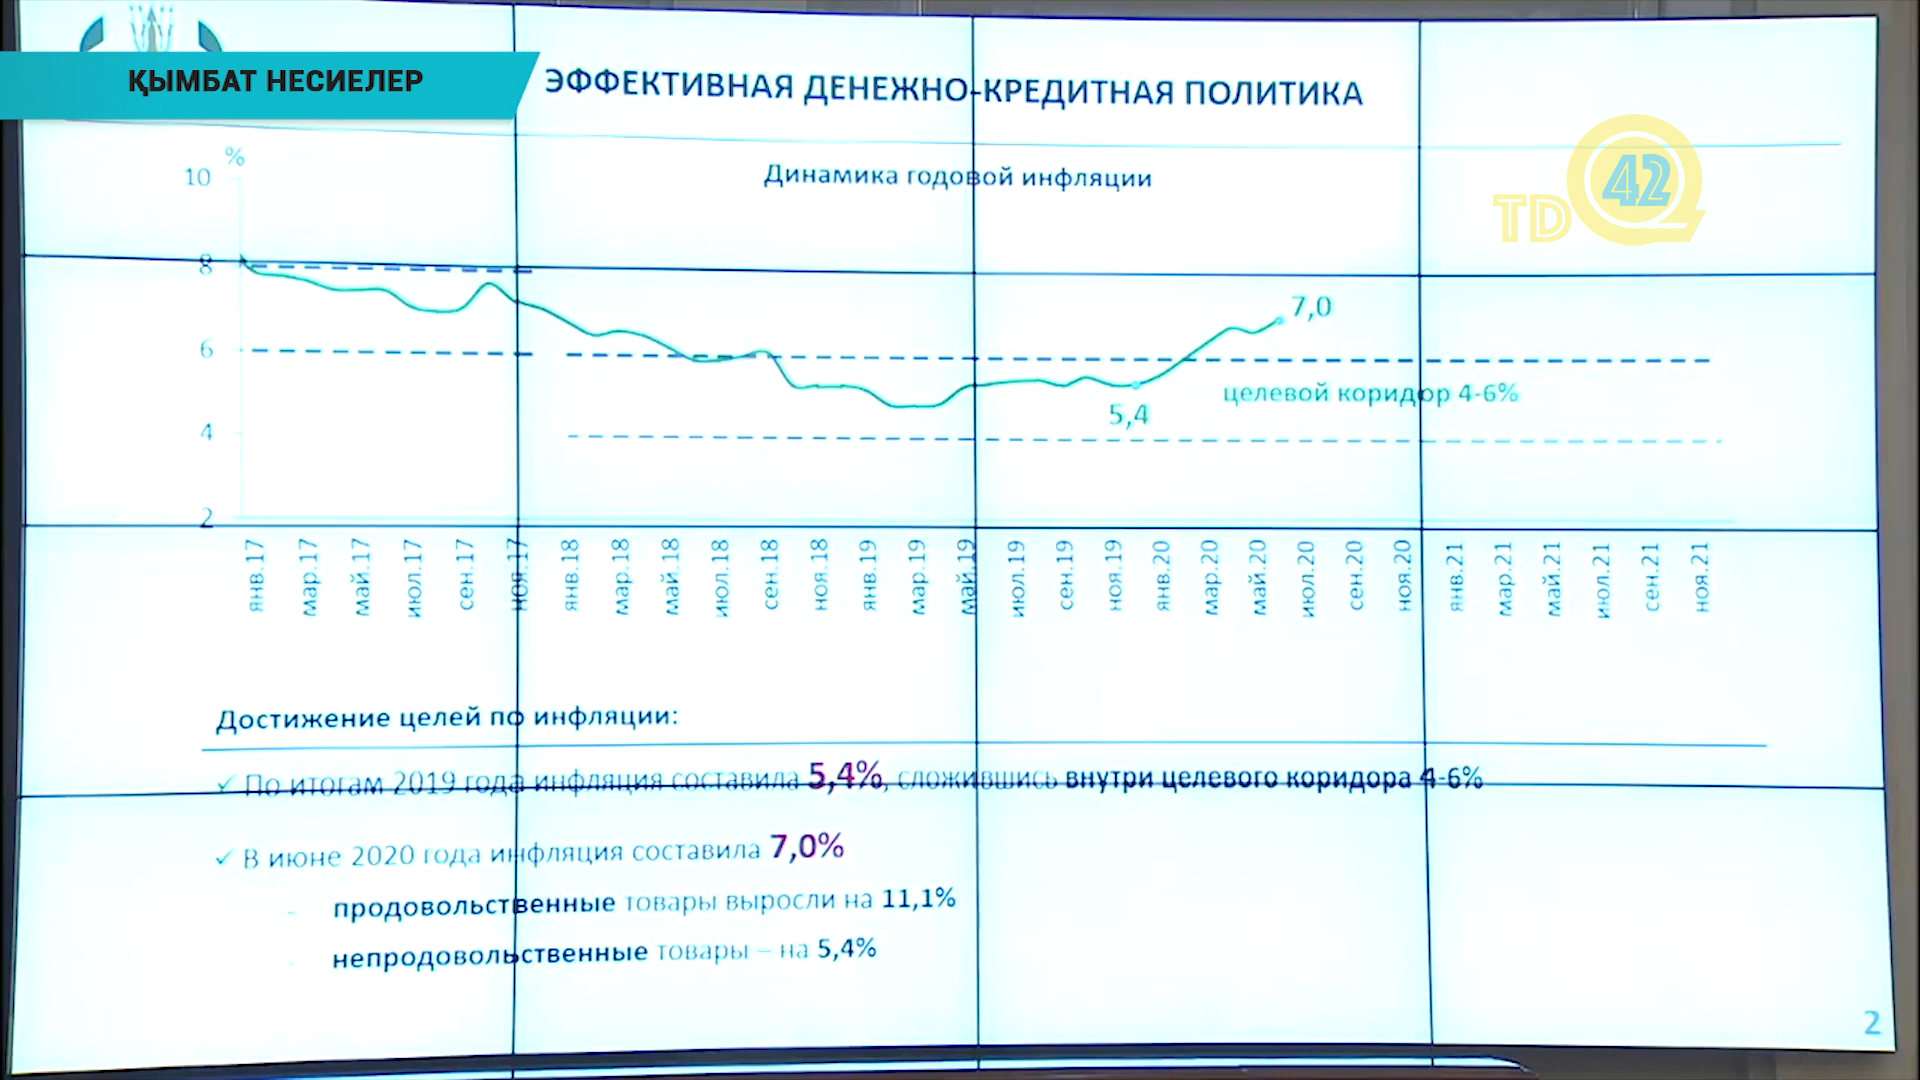 ҚЫМБАТ НЕСИЕЛЕР
ЭФФЕКТИВНАЯ ДЕНЕЖНО-КРЕДИТНАЯ ПОЛИТИКА
TDQ 42
Динамика годовой инфляции
%
10
8
6
4
2
7,0
5,4
целевой коридор 4-6%
янв.17 мар.17 май.17 июл.17 сен.17 ноя.17 янв.18 мар.18 май.18 июл.18 сен.18 ноя.18 янв.19 мар.19 май.19 июл.19 сен.19 ноя.19 янв.20 мар.20 май.20 июл.20 сен.20 ноя.20 янв.21 мар.21 май.21 июл.21 сен.21 ноя.21
Достижение целей по инфляции:
✓ По итогам 2019 года инфляция составила 5,4%, сложившись внутри целевого коридора 4-6%
✓ В июне 2020 года инфляция составила 7,0%
- продовольственные товары выросли на 11,1%
- непродовольственные товары – на 5,4%
2